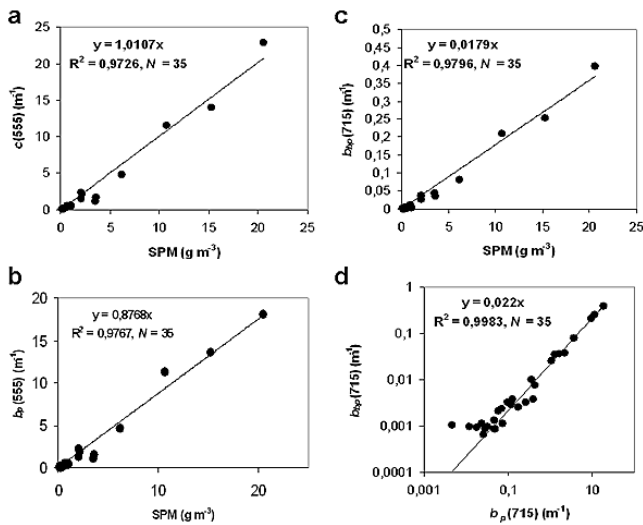 a
y = 1,0107x
R² = 0,9726, N = 35
c(555) (m⁻¹)
25
20
15
10
5
0
0 5 10 15 20 25
SPM (g m⁻³)
c
y = 0,0179x
R² = 0,9796, N = 35
b_bp(715) (m⁻¹)
0,5
0,45
0,4
0,35
0,3
0,25
0,2
0,15
0,1
0,05
0
0 5 10 15 20 25
SPM (g m⁻³)
b
y = 0,8768x
R² = 0,9767, N = 35
b_p(555) (m⁻¹)
20
15
10
5
0
0 10 20
SPM (g m⁻³)
d
y = 0,022x
R² = 0,9983, N = 35
b_bp(715) (m⁻¹)
1
0,1
0,01
0,001
0,0001
0,001 0,1 10
b_p(715) (m⁻¹)